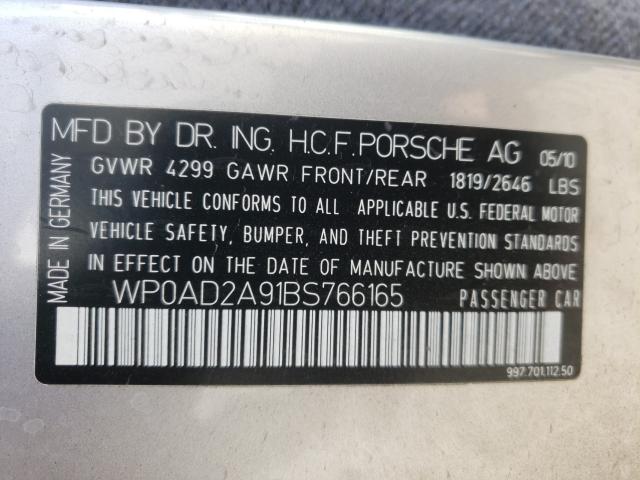 MFD BY DR. ING. H.C.F. PORSCHE AG 05/10
GVWR 4299 GAWR FRONT/REAR 1819/2646 LBS
THIS VEHICLE CONFORMS TO ALL APPLICABLE U.S. FEDERAL MOTOR
VEHICLE SAFETY, BUMPER, AND THEFT PREVENTION STANDARDS
IN EFFECT ON THE DATE OF MANUFACTURE SHOWN ABOVE
WP0AD2A91BS766165 PASSENGER CAR
997.701.112.50
MADE IN GERMANY